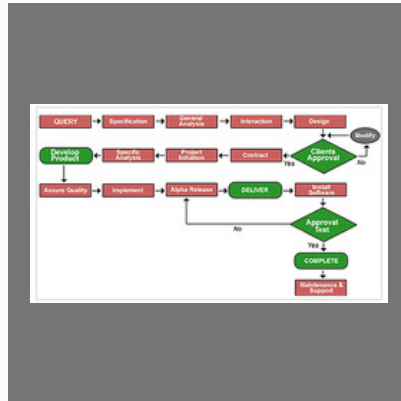 QUERY
Specification
General
Analysis
Interaction
Design
Modify
Develop
Product
Specific
Analysis
Project
Initiation
Contract
Yes
Clients
Approval
No
Assure Quality
Implement
Alpha Release
DELIVER
Install
Software
No
Approval
Test
Yes
COMPLETE
Maintenance &
Support